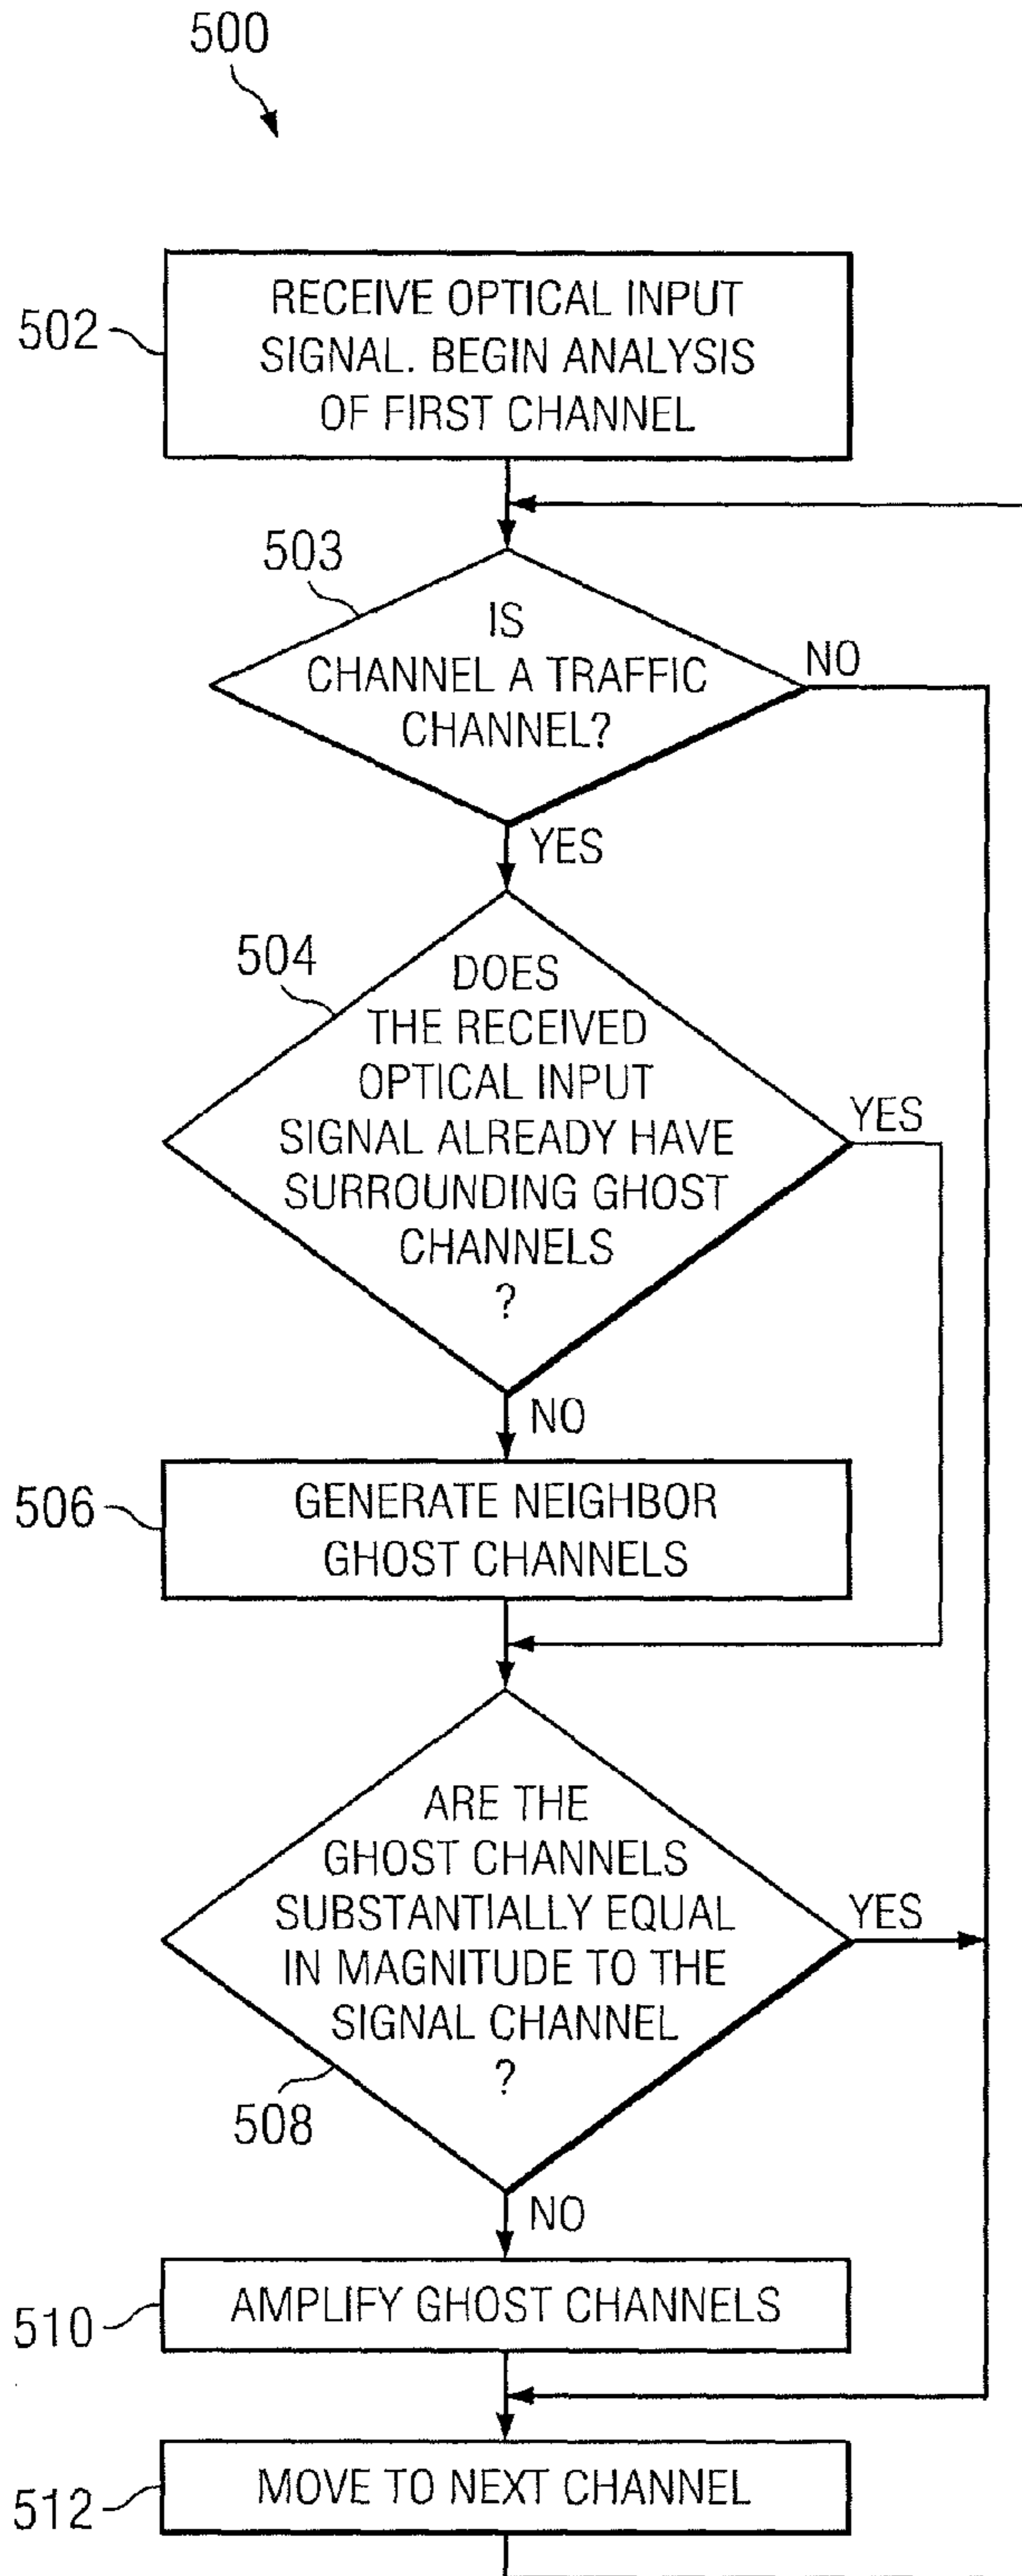 500
502
RECEIVE OPTICAL INPUT
SIGNAL. BEGIN ANALYSIS
OF FIRST CHANNEL
503
IS
CHANNEL A TRAFFIC
CHANNEL?
NO
YES
504
DOES
THE RECEIVED
OPTICAL INPUT
SIGNAL ALREADY HAVE
SURROUNDING GHOST
CHANNELS
?
YES
NO
506
GENERATE NEIGHBOR
GHOST CHANNELS
ARE THE
GHOST CHANNELS
SUBSTANTIALLY EQUAL
IN MAGNITUDE TO THE
SIGNAL CHANNEL
?
YES
508
NO
510
AMPLIFY GHOST CHANNELS
512
MOVE TO NEXT CHANNEL